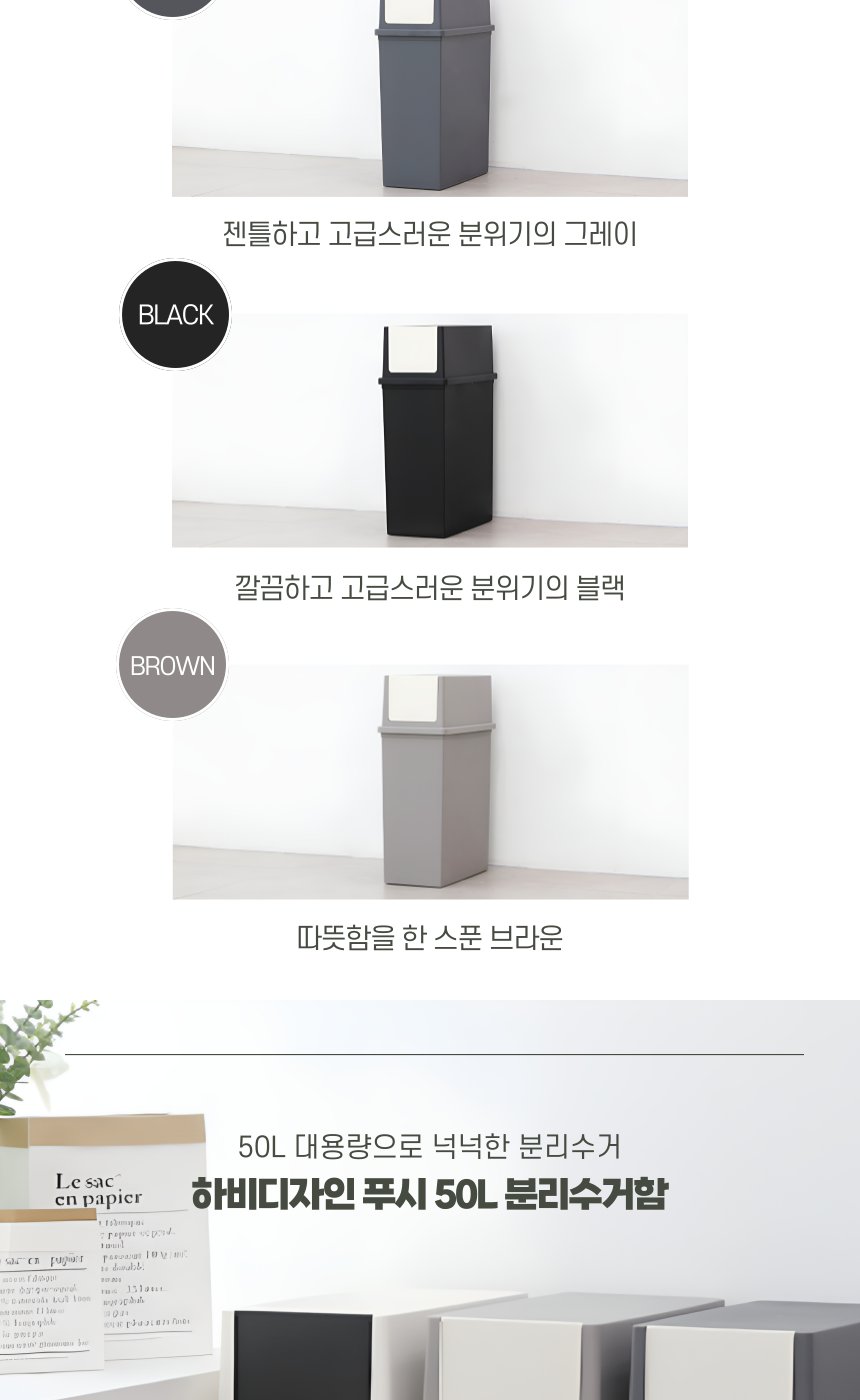 젠틀하고 고급스러운 분위기의 그레이
BLACK
깔끔하고 고급스러운 분위기의 블랙
BROWN
따뜻함을 한 스푼 브라운
50L 대용량으로 넉넉한 분리수거
하비디자인 푸시 50L 분리수거함
Le sac
en papier